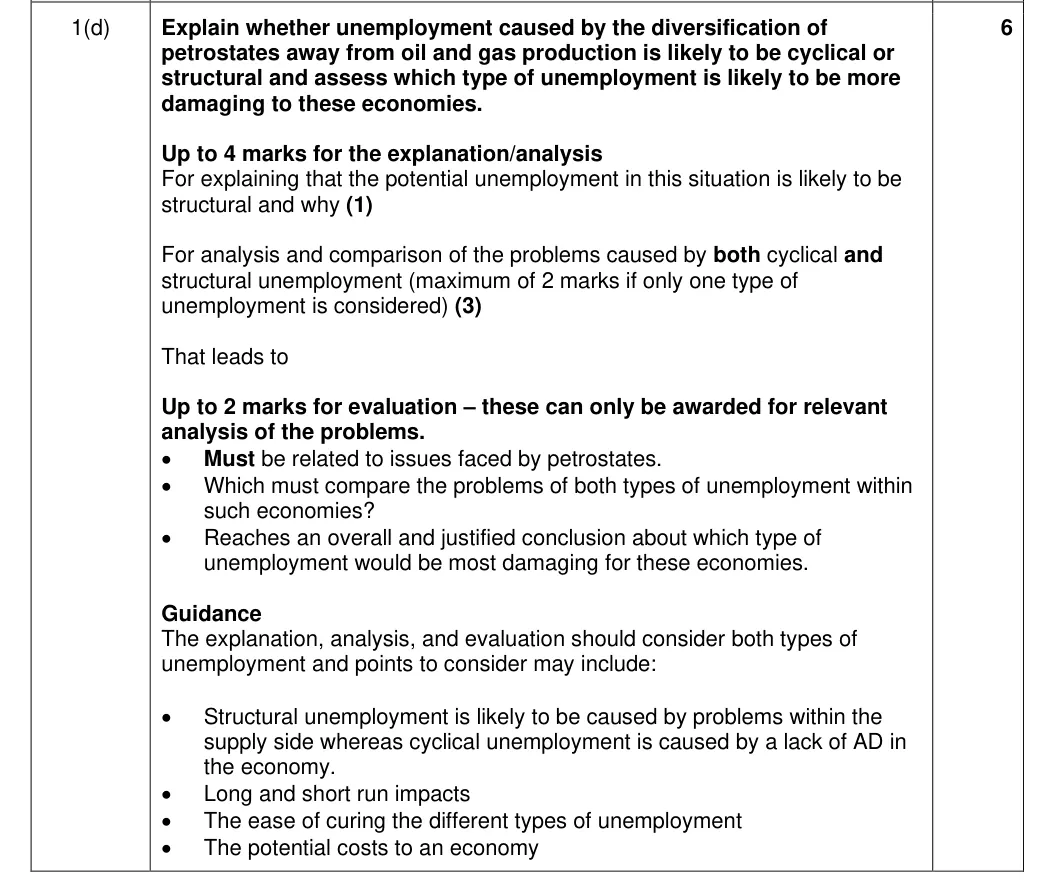 1(d)
Explain whether unemployment caused by the diversification of
petrostates away from oil and gas production is likely to be cyclical or
structural and assess which type of unemployment is likely to be more
damaging to these economies.
6
Up to 4 marks for the explanation/analysis
For explaining that the potential unemployment in this situation is likely to be
structural and why (1)
For analysis and comparison of the problems caused by both cyclical and
structural unemployment (maximum of 2 marks if only one type of
unemployment is considered) (3)
That leads to
Up to 2 marks for evaluation – these can only be awarded for relevant
analysis of the problems.
• Must be related to issues faced by petrostates.
• Which must compare the problems of both types of unemployment within
such economies?
• Reaches an overall and justified conclusion about which type of
unemployment would be most damaging for these economies.
Guidance
The explanation, analysis, and evaluation should consider both types of
unemployment and points to consider may include:
• Structural unemployment is likely to be caused by problems within the
supply side whereas cyclical unemployment is caused by a lack of AD in
the economy.
• Long and short run impacts
• The ease of curing the different types of unemployment
• The potential costs to an economy